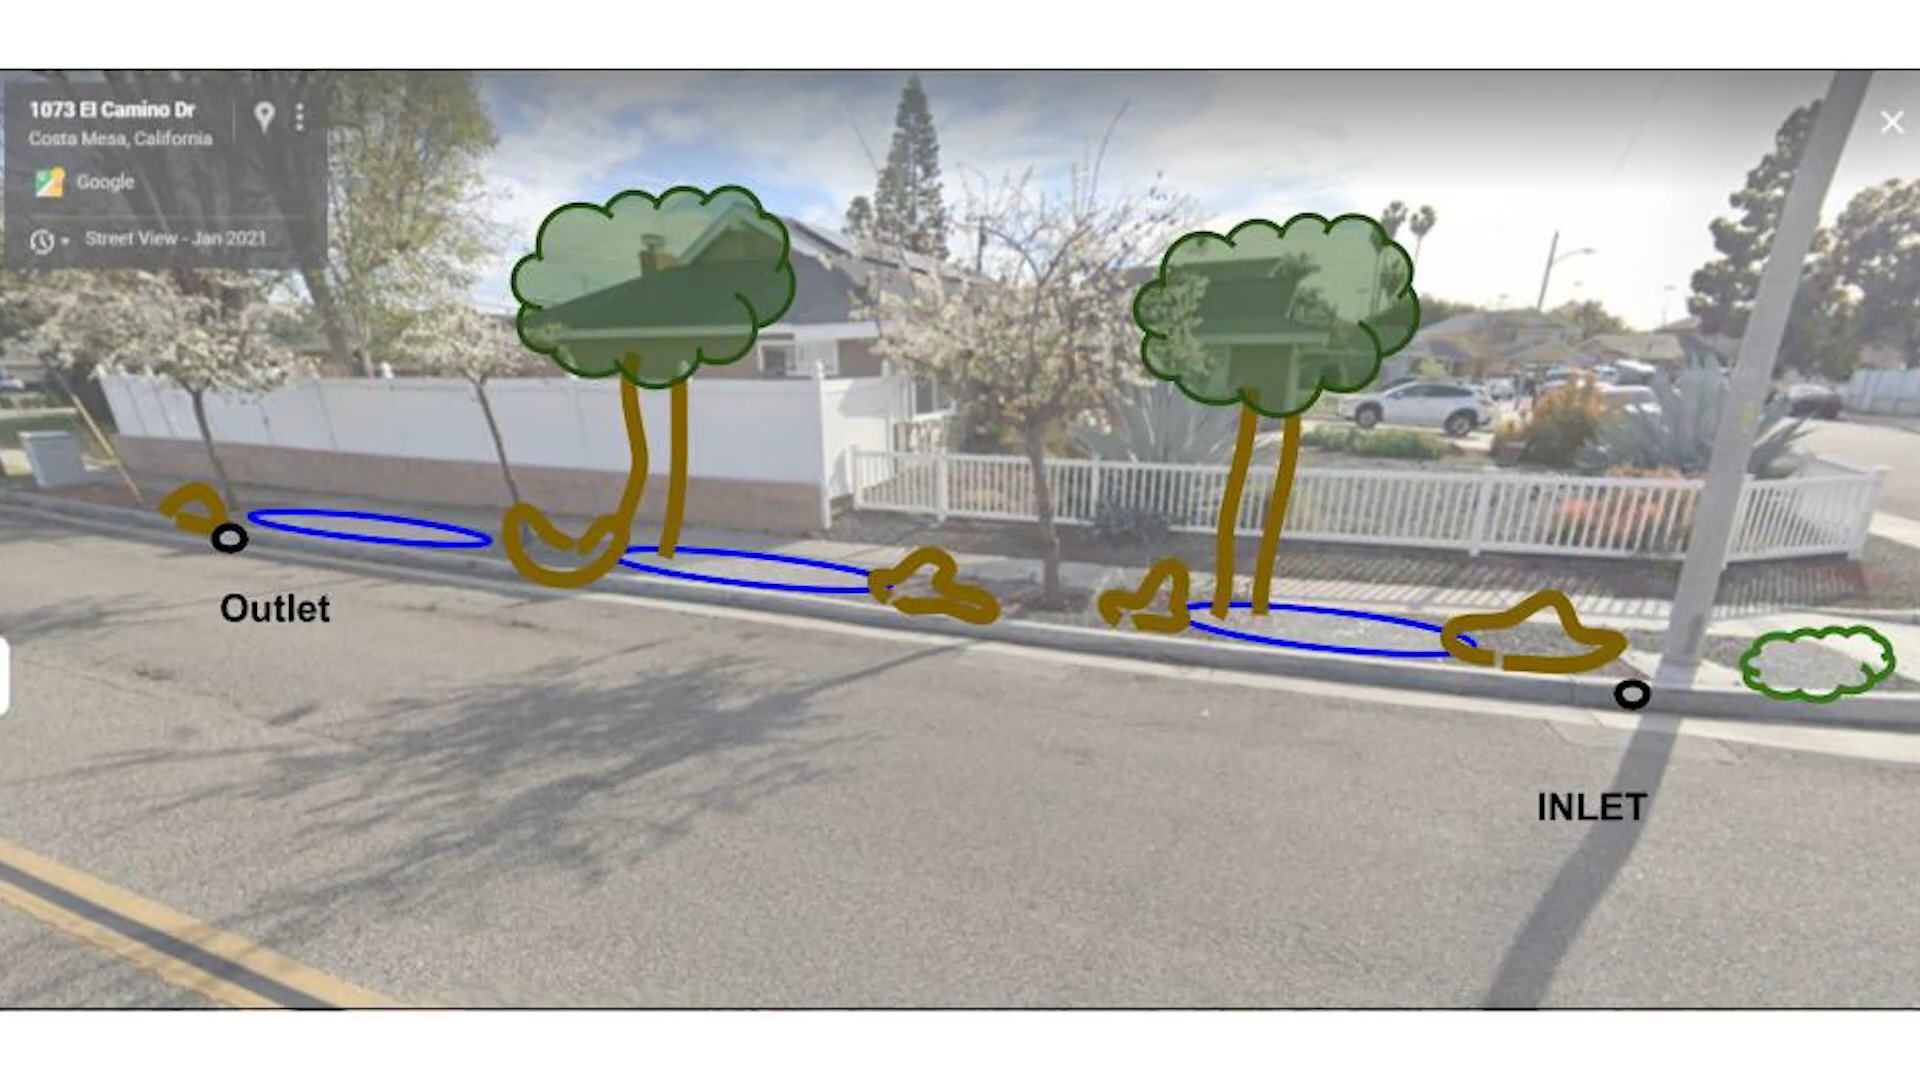 1073 El Camino Dr
Costa Mesa, California
Google
Street View - Jan 2021
Outlet
INLET